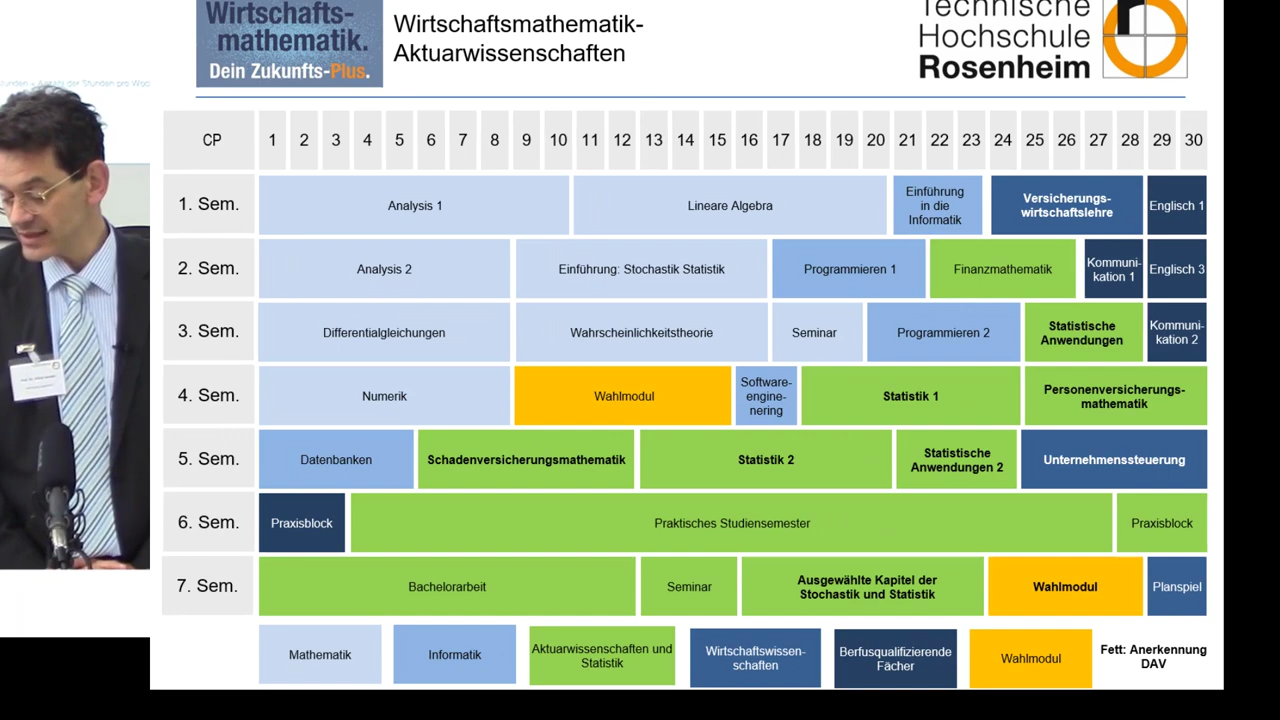 Wirtschafts-
mathematik.
Dein Zukunfts-Plus.
Wirtschaftsmathematik-
Aktuarwissenschaften
Technische
Hochschule
Rosenheim
CP 1 2 3 4 5 6 7 8 9 10 11 12 13 14 15 16 17 18 19 20 21 22 23 24 25 26 27 28 29 30
1. Sem.
Analysis 1
Lineare Algebra
Einführung
in die
Informatik
Versicherungs-
wirtschaftslehre
Englisch 1
2. Sem.
Analysis 2
Einführung: Stochastik Statistik
Programmieren 1
Finanzmathematik
Kommuni-
kation 1
Englisch 3
3. Sem.
Differentialgleichungen
Wahrscheinlichkeitstheorie
Seminar
Programmieren 2
Statistische
Anwendungen
Kommuni-
kation 2
4. Sem.
Numerik
Wahlmodul
Software-
engine-
nering
Statistik 1
Personenversicherungs-
mathematik
5. Sem.
Datenbanken
Schadenversicherungsmathematik
Statistik 2
Statistische
Anwendungen 2
Unternehmenssteuerung
6. Sem.
Praxisblock
Praktisches Studiensemester
Praxisblock
7. Sem.
Bachelorarbeit
Seminar
Ausgewählte Kapitel der
Stochastik und Statistik
Wahlmodul
Planspiel
Mathematik
Informatik
Aktuarwissenschaften und
Statistik
Wirtschaftswissen-
schaften
Berfusqualifizierende
Fächer
Wahlmodul
Fett: Anerkennung
DAV